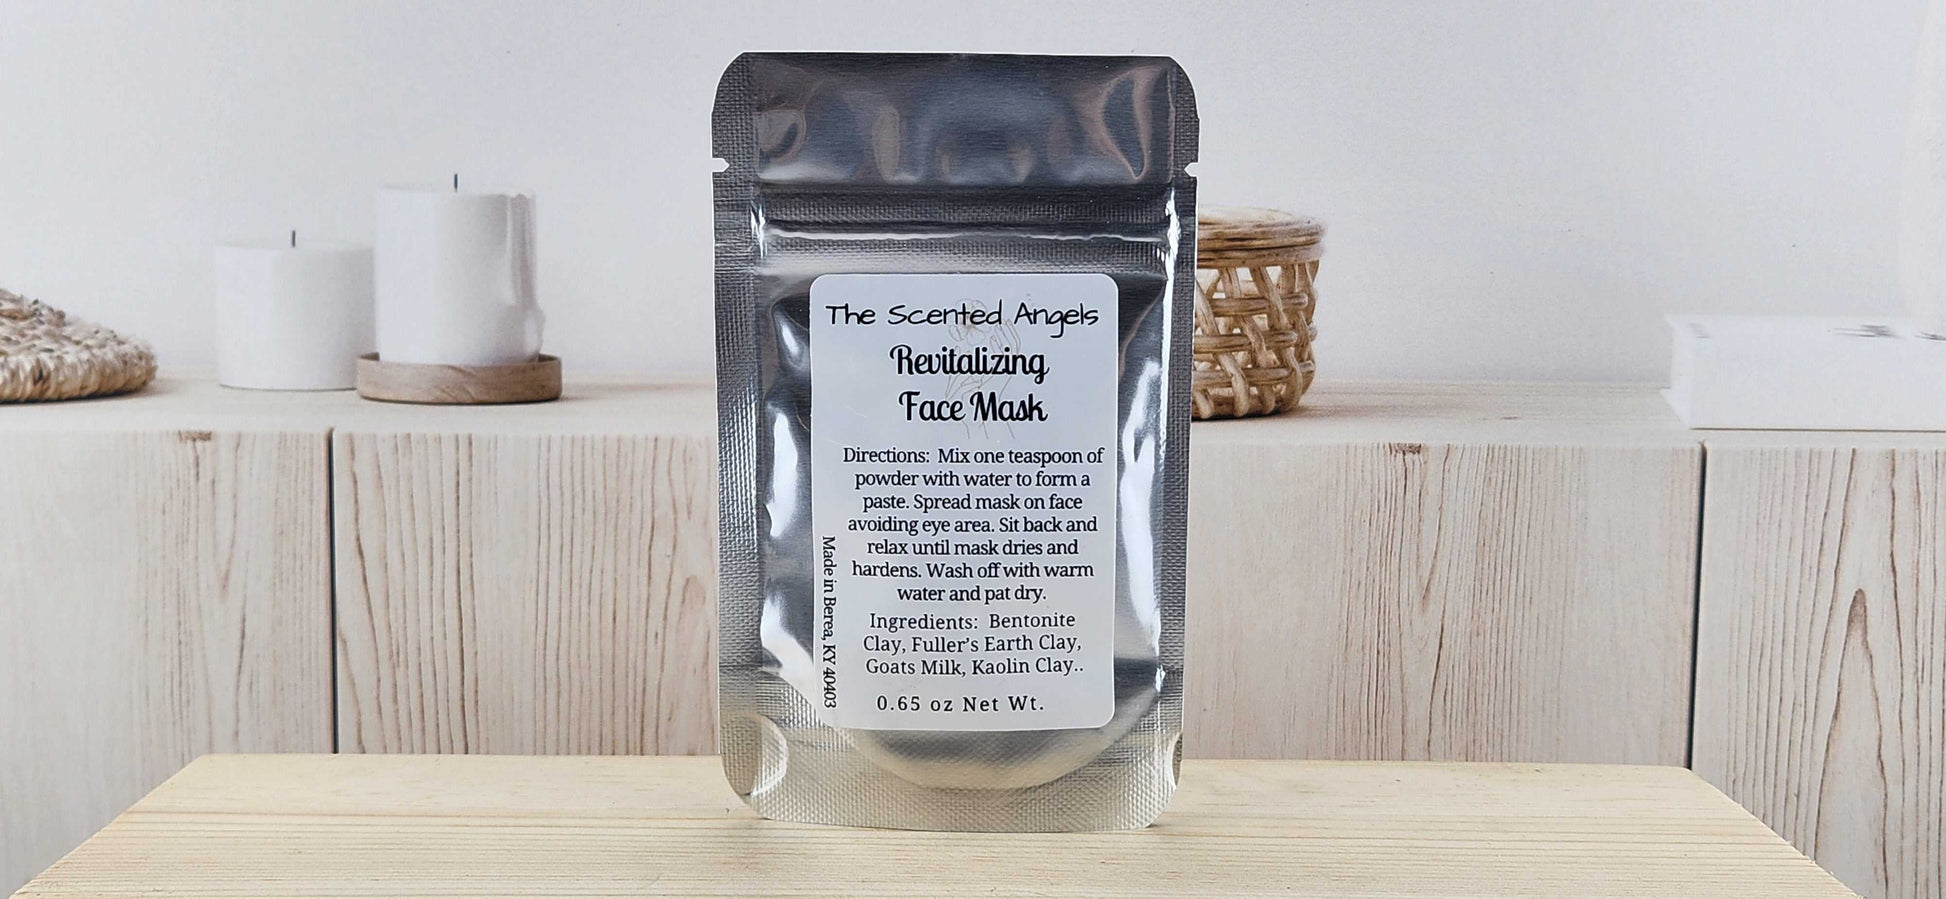 The Scented Angels
Revitalizing
Face Mask
Directions:  Mix one teaspoon of
powder with water to form a
paste. Spread mask on face
avoiding eye area. Sit back and
relax until mask dries and
hardens. Wash off with warm
water and pat dry.
Ingredients:  Bentonite
Clay, Fuller's Earth Clay,
Goats Milk, Kaolin Clay..
0.65 oz Net Wt.
Made in Berea, KY 40403